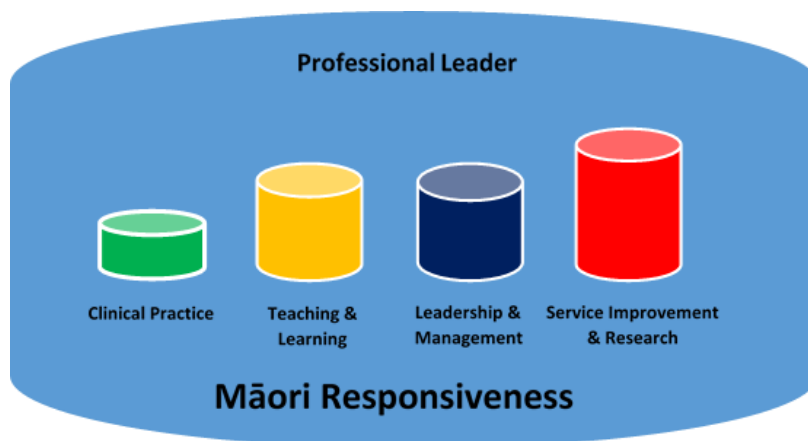 Professional Leader
Clinical Practice
Teaching &
Learning
Leadership &
Management
Service Improvement
& Research
Māori Responsiveness